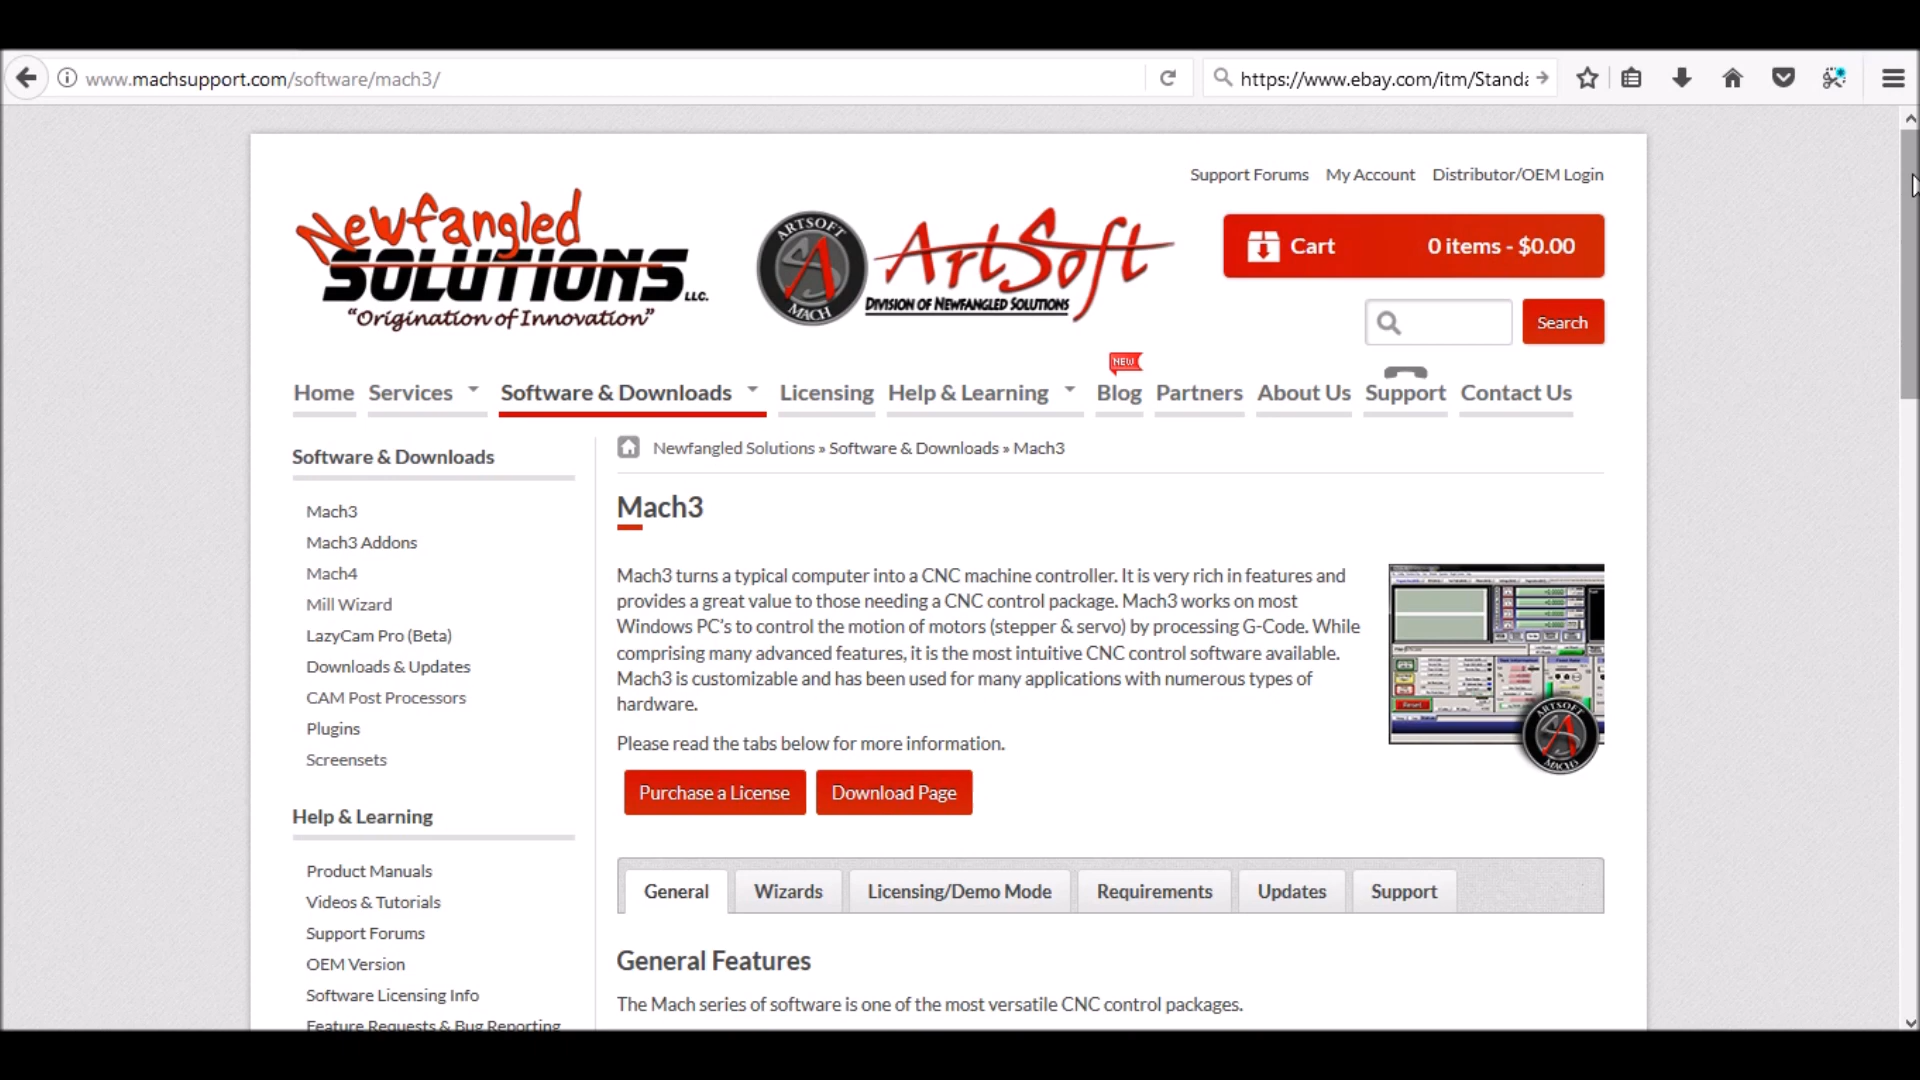 www.machsupport.com/software/mach3/
https://www.ebay.com/itm/Standa
Support Forums My Account Distributor/OEM Login
Newfangled
SOLUTIONS LLC.
"Origination of Innovation"
ARTSOFT
MACH
ArtSoft
DIVISION OF NEWFANGLED SOLUTIONS
Cart 0 items - $0.00
Search
NEW
Home Services Software & Downloads Licensing Help & Learning Blog Partners About Us Support Contact Us
Software & Downloads
Mach3
Mach3 Addons
Mach4
Mill Wizard
LazyCam Pro (Beta)
Downloads & Updates
CAM Post Processors
Plugins
Screensets
Help & Learning
Product Manuals
Videos & Tutorials
Support Forums
OEM Version
Software Licensing Info
Feature Requests & Bug Reporting
Newfangled Solutions » Software & Downloads » Mach3
Mach3
Mach3 turns a typical computer into a CNC machine controller. It is very rich in features and
provides a great value to those needing a CNC control package. Mach3 works on most
Windows PC's to control the motion of motors (stepper & servo) by processing G-Code. While
comprising many advanced features, it is the most intuitive CNC control software available.
Mach3 is customizable and has been used for many applications with numerous types of
hardware.
Reset
ARTSOFT
MACH3
Please read the tabs below for more information.
Purchase a License Download Page
General Wizards Licensing/Demo Mode Requirements Updates Support
General Features
The Mach series of software is one of the most versatile CNC control packages.